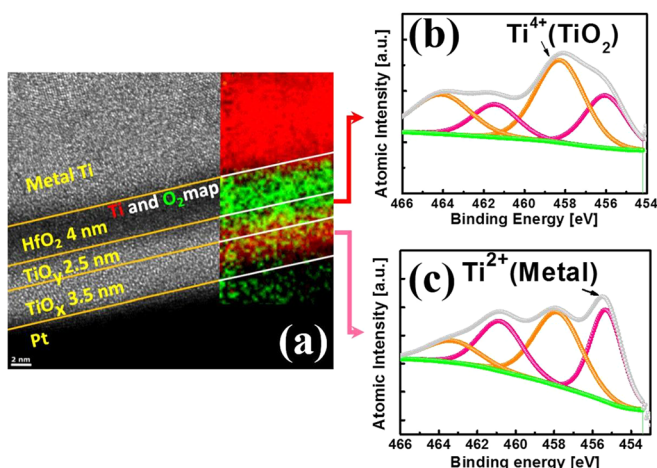 Metal Ti
Ti and O₂map
HfO₂ 4 nm
TiOy 2.5 nm
TiOx 3.5 nm
Pt
2 nm
(a)
(b)
Ti⁴⁺(TiO₂)
Atomic Intensity [a.u.]
466 464 462 460 458 456 454
Binding Energy [eV]
(c)
Ti²⁺(Metal)
Atomic Intensity [a.u.]
466 464 462 460 458 456 454
Binding energy [eV]